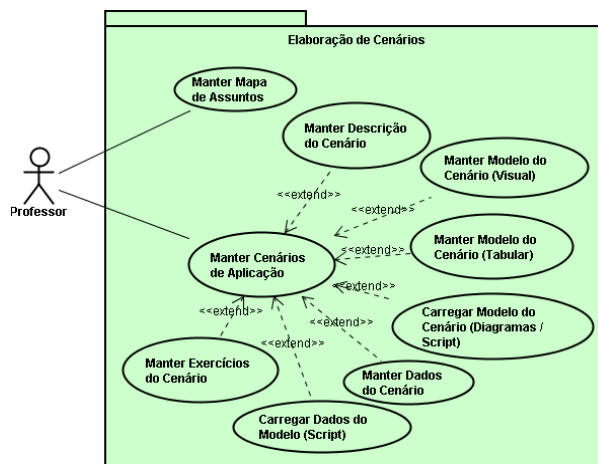 Elaboração de Cenários
Manter Mapa
de Assuntos
Manter Descrição
do Cenário
Manter Modelo do
Cenário (Visual)
Professor
<<extend>>
<<extend>>
Manter Cenários
de Aplicação
<<extend>>
Manter Modelo do
Cenário (Tabular)
<<extend>>
Carregar Modelo do
Cenário (Diagramas /
Script)
<<extend>>
<<extend>>
<<extend>>
Manter Exercícios
do Cenário
Manter Dados
do Cenário
Carregar Dados do
Modelo (Script)